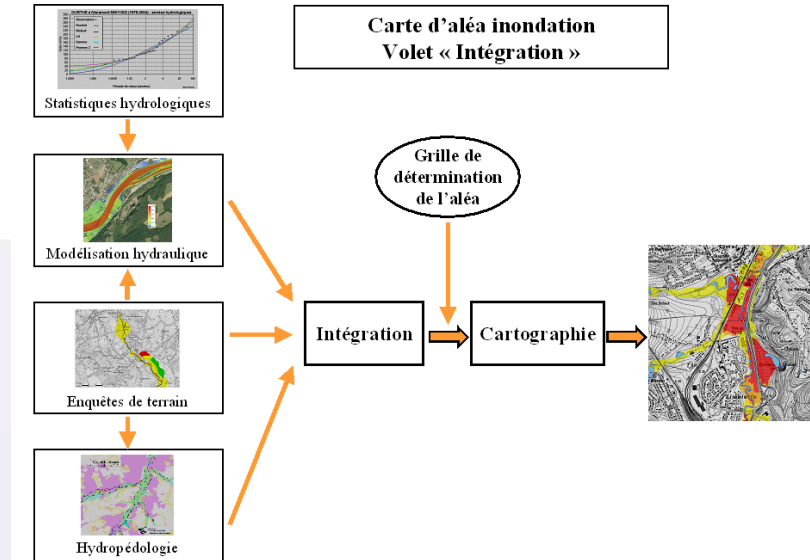 Carte d'aléa inondation
Volet « Intégration »
Statistiques hydrologiques
Modélisation hydraulique
Enquêtes de terrain
Hydropédologie
Grille de
détermination
de l'aléa
Intégration
Cartographie